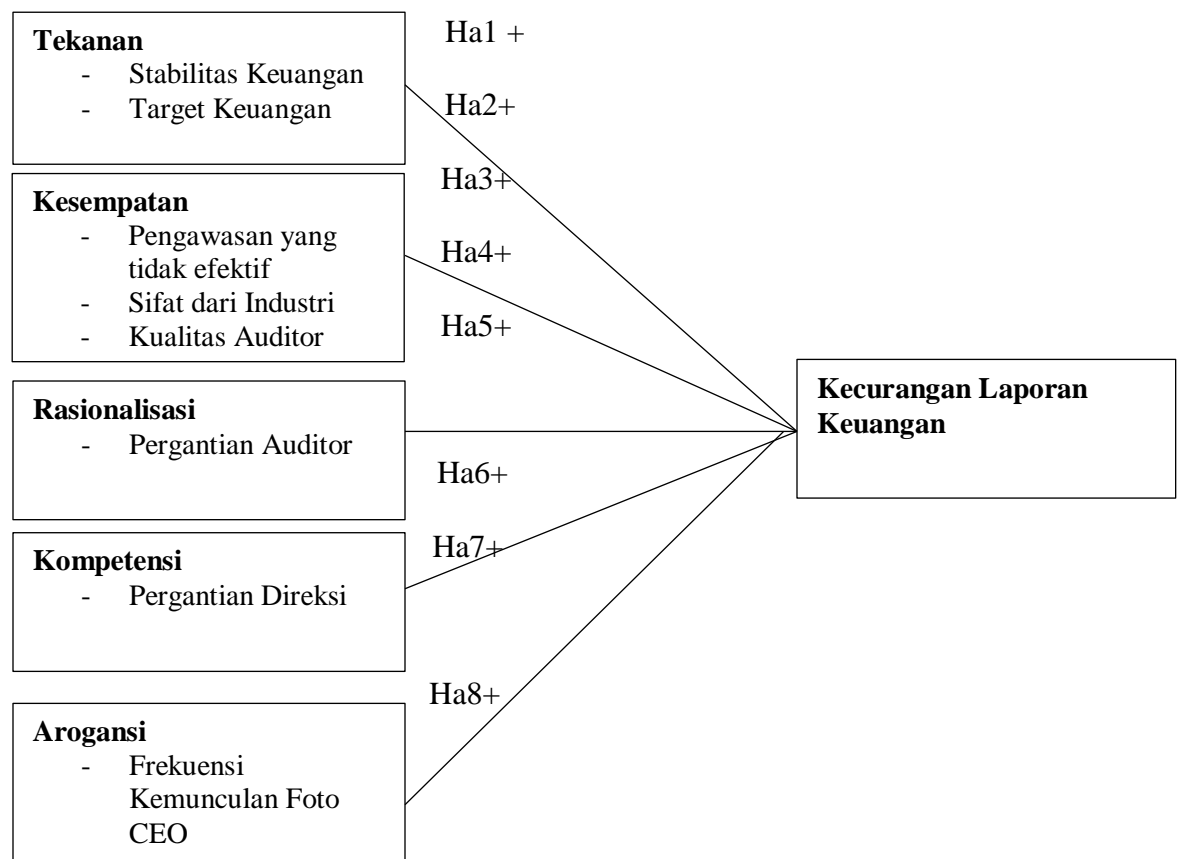 Tekanan
- Stabilitas Keuangan
- Target Keuangan
Kesempatan
- Pengawasan yang
tidak efektif
- Sifat dari Industri
- Kualitas Auditor
Rasionalisasi
- Pergantian Auditor
Kompetensi
- Pergantian Direksi
Arogansi
- Frekuensi
Kemunculan Foto
CEO
Ha1 +
Ha2+
Ha3+
Ha4+
Ha5+
Ha6+
Ha7+
Ha8+
Kecurangan Laporan
Keuangan